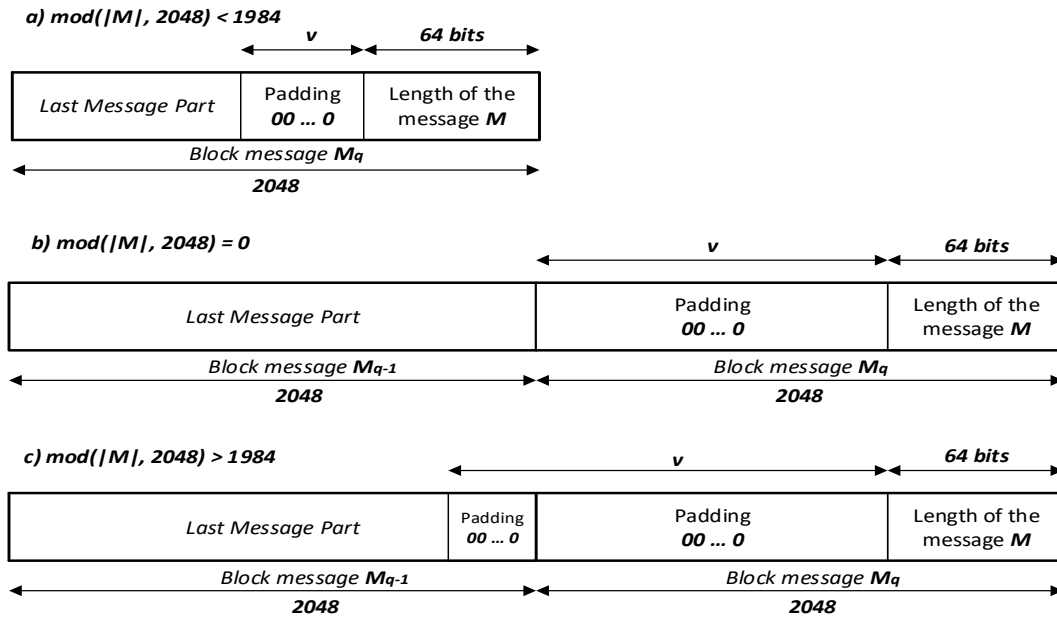 a) mod(|M|, 2048) < 1984
v
64 bits
Last Message Part
Padding
00 ... 0
Length of the
message M
Block message Mq
2048
b) mod(|M|, 2048) = 0
v
64 bits
Last Message Part
Padding
00 ... 0
Length of the
message M
Block message Mq-1
Block message Mq
2048
2048
c) mod(|M|, 2048) > 1984
v
64 bits
Last Message Part
Padding
00 ... 0
Padding
00 ... 0
Length of the
message M
Block message Mq-1
Block message Mq
2048
2048